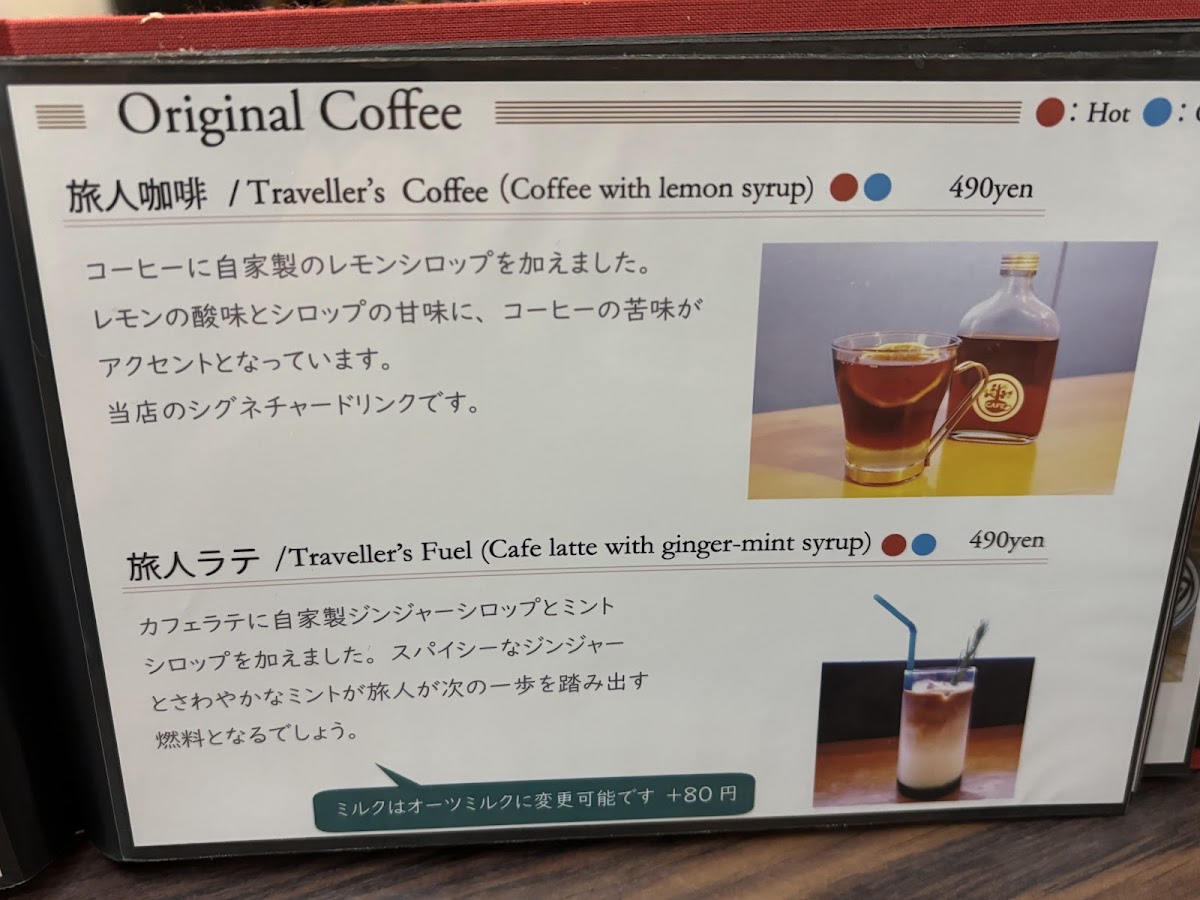 Original Coffee
: Hot :
旅人珈琲 /Traveller's Coffee (Coffee with lemon syrup) 490yen
コーヒーに自家製のレモンシロップを加えました。
レモンの酸味とシロップの甘味に、コーヒーの苦味が
アクセントとなっています。
当店のシグネチャードリンクです。
CAFE
旅人ラテ /Traveller's Fuel (Cafe latte with ginger-mint syrup) 490yen
カフェラテに自家製ジンジャーシロップとミント
シロップを加えました。スパイシーなジンジャー
とさわやかなミントが旅人が次の一歩を踏み出す
燃料となるでしょう。
ミルクはオーツミルクに変更可能です +80円